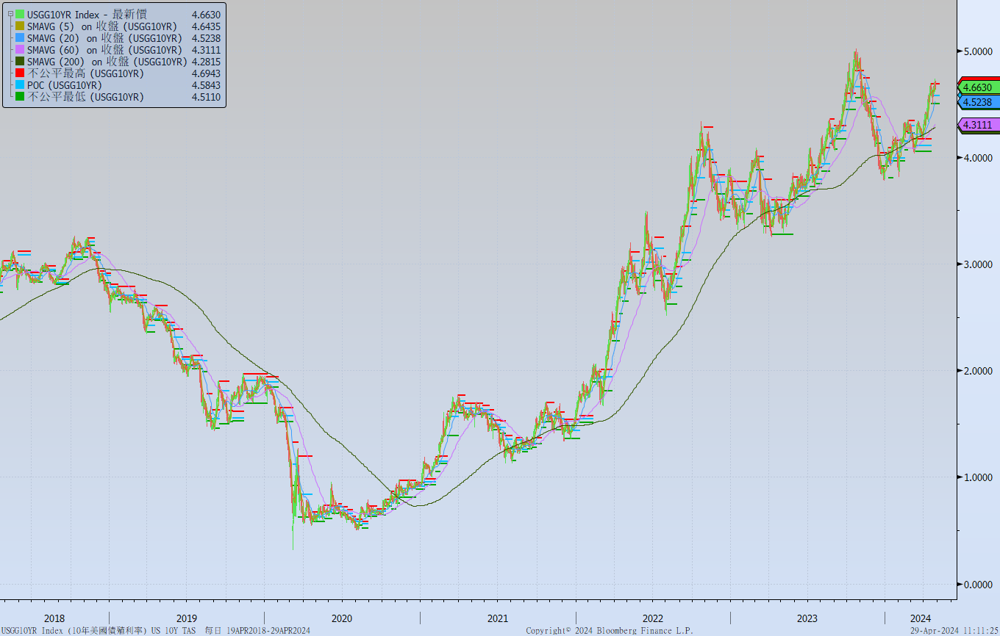 USGG10YR Index - 最新價 4.6630
SMAVG (5) on 收盤 (USGG10YR) 4.6435
SMAVG (20) on 收盤 (USGG10YR) 4.5238
SMAVG (60) on 收盤 (USGG10YR) 4.3111
SMAVG (200) on 收盤 (USGG10YR) 4.2815
不公平最高 (USGG10YR) 4.6943
POC (USGG10YR) 4.5843
不公平最低 (USGG10YR) 4.5110
5.0000
4.6630
4.5238
4.3111
4.0000
3.0000
2.0000
1.0000
0.0000
2018 2019 2020 2021 2022 2023 2024
USGG10YR Index (10年美國債殖利率) US 10Y TAS 每日 19APR2018-29APR2024 Copyright© 2024 Bloomberg Finance L.P. 29-Apr-2024 11:11:25